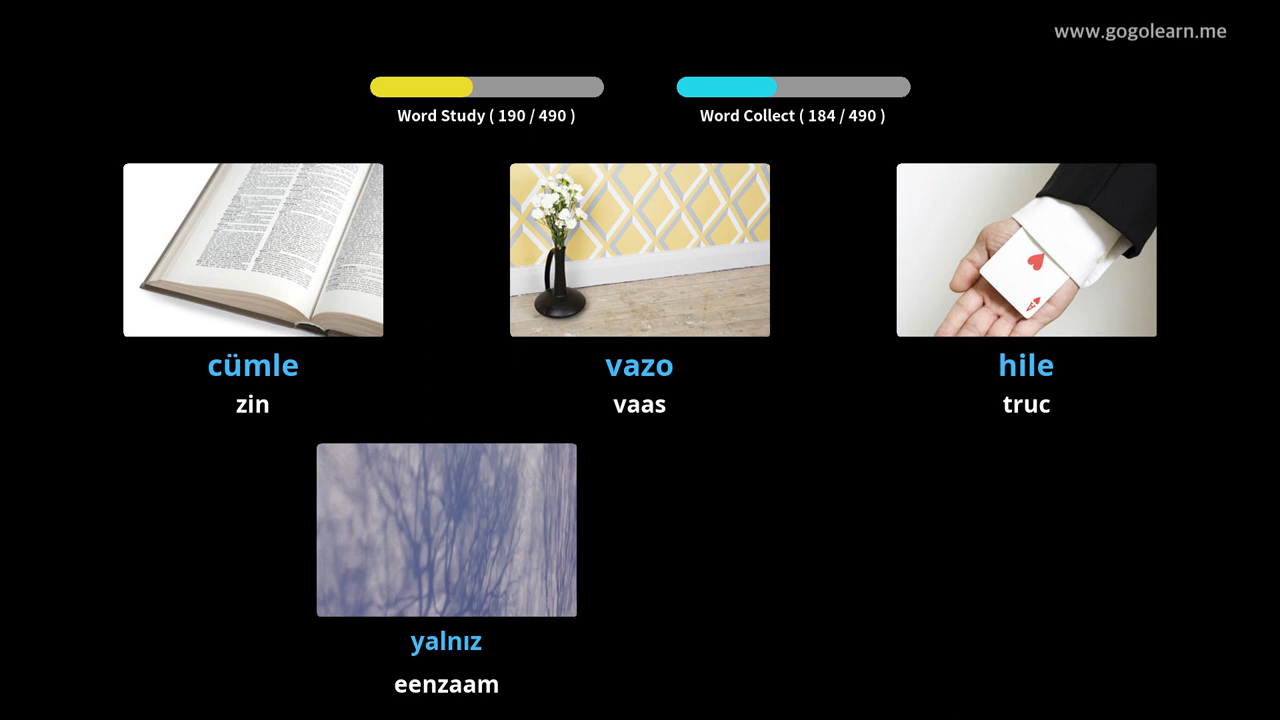 www.gogolearn.me
Word Study ( 190 / 490 )
Word Collect ( 184 / 490 )
cümle
zin
vazo
vaas
hile
truc
yalnız
eenzaam